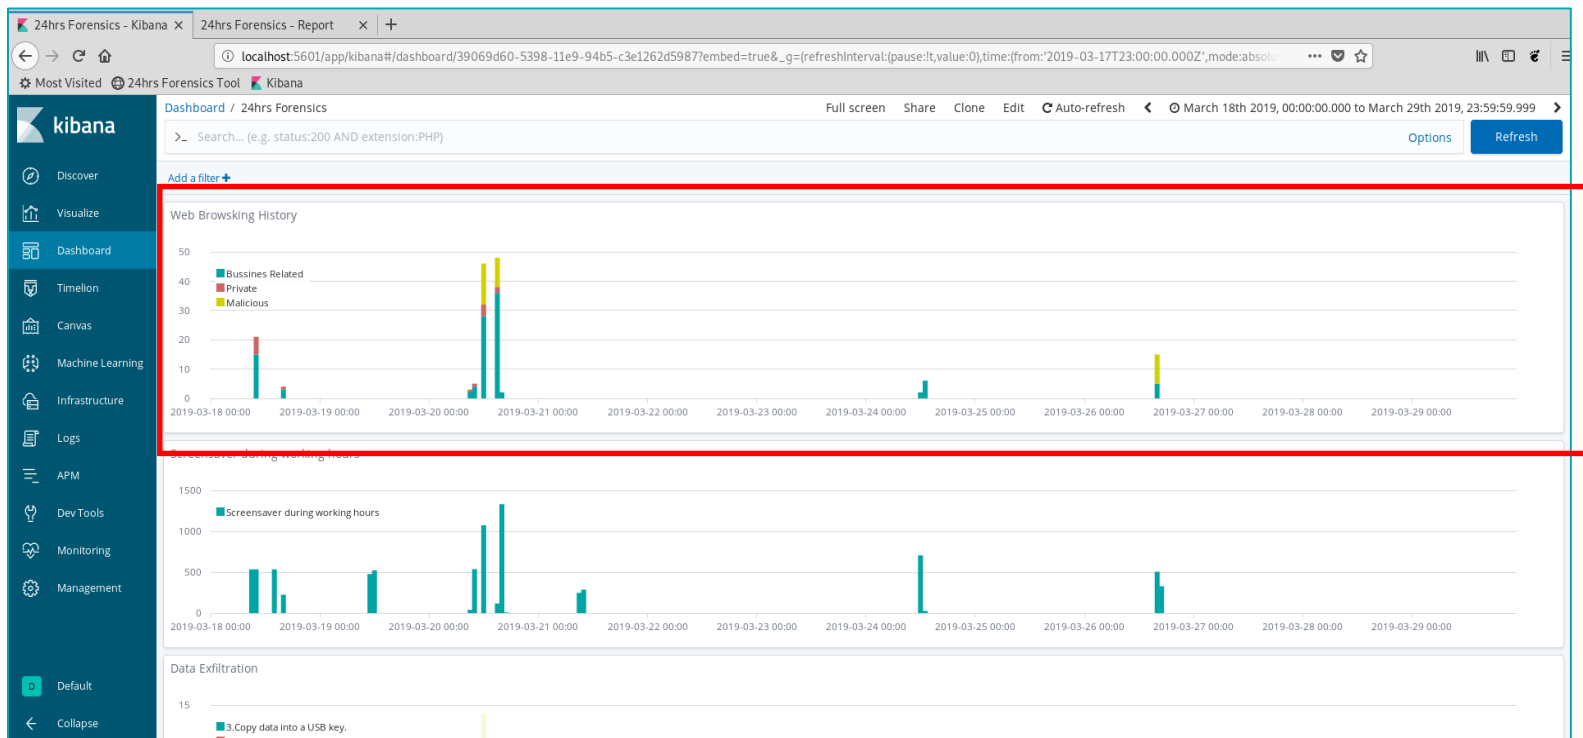 24hrs Forensics - Kibana × 24hrs Forensics - Report × +
localhost:5601/app/kibana#/dashboard/39069d60-5398-11e9-94b5-c3e1262d5987?embed=true&_g=(refreshInterval:(pause:!t,value:0),time:(from:'2019-03-17T23:00:00.000Z',mode:absolu
Most Visited 24hrs Forensics Tool Kibana
kibana
Discover
Visualize
Dashboard
Timelion
Canvas
Machine Learning
Infrastructure
Logs
APM
Dev Tools
Monitoring
Management
D Default
Collapse
Dashboard / 24hrs Forensics Full screen Share Clone Edit Auto-refresh March 18th 2019, 00:00:00.000 to March 29th 2019, 23:59:59.999
>_ Search... (e.g. status:200 AND extension:PHP) Options Refresh
Add a filter +
Web Browsking History
50
40
30
20
10
0
Bussines Related
Private
Malicious
2019-03-18 00:00 2019-03-19 00:00 2019-03-20 00:00 2019-03-21 00:00 2019-03-22 00:00 2019-03-23 00:00 2019-03-24 00:00 2019-03-25 00:00 2019-03-26 00:00 2019-03-27 00:00 2019-03-28 00:00 2019-03-29 00:00
Screensaver during working hours
1500
1000
500
0
Screensaver during working hours
2019-03-18 00:00 2019-03-19 00:00 2019-03-20 00:00 2019-03-21 00:00 2019-03-22 00:00 2019-03-23 00:00 2019-03-24 00:00 2019-03-25 00:00 2019-03-26 00:00 2019-03-27 00:00 2019-03-28 00:00 2019-03-29 00:00
Data Exfiltration
15
3.Copy data into a USB key.